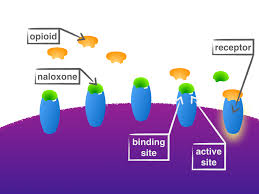 opioid
receptor
naloxone
binding
site
active
site